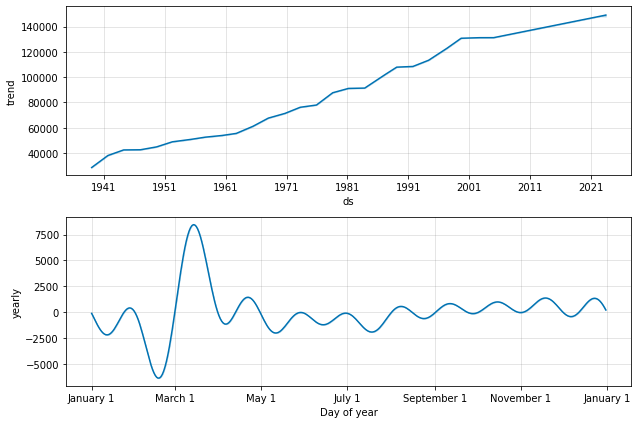 140000
120000
100000
80000
60000
40000
trend
1941 1951 1961 1971 1981 1991 2001 2011 2021
ds
7500
5000
2500
0
−2500
−5000
yearly
January 1 March 1 May 1 July 1 September 1 November 1 January 1
Day of year